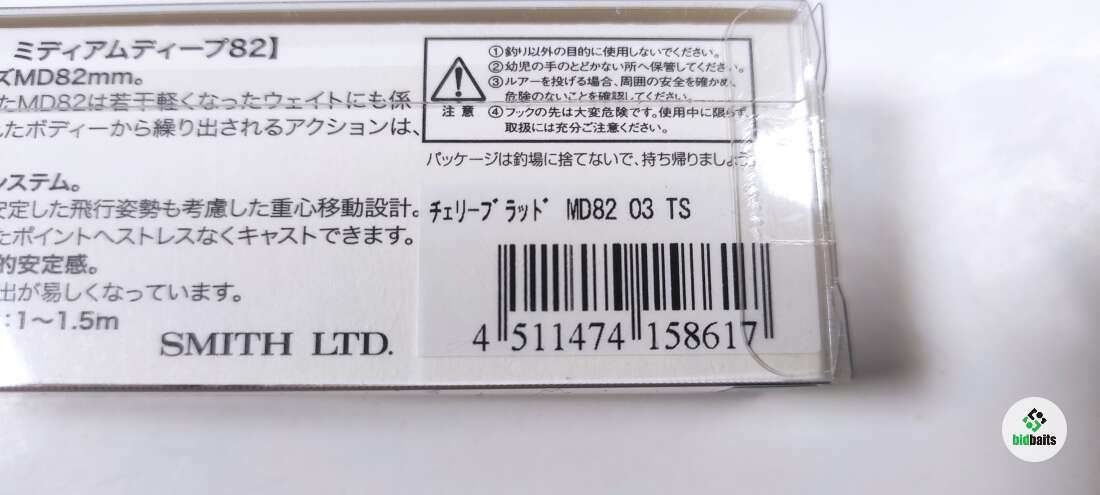 ミディアムディープ82】
ズMD82mm。
たMD82は若干軽くなったウェイトにも係
したボディーから繰り出されるアクションは、
システム。
安定した飛行姿勢も考慮した重心移動設計。
たポイントへストレスなくキャストできます。
的安定感。
出が易しくなっています。
:1〜1.5m
SMITH LTD.
注意
①釣り以外の目的に使用しないでください。
②幼児の手のとどかない所へ保管してください。
③ルアーを投げる場合、周囲の安全を確かめ、
危険のないことを確認してください。
④フックの先は大変危険です。使用中に限らず、
取扱には充分ご注意ください。
パッケージは釣場に捨てないで、持ち帰りましょう。
チェリーブラッド MD82 03 TS
4 511474 158617
bidbaits